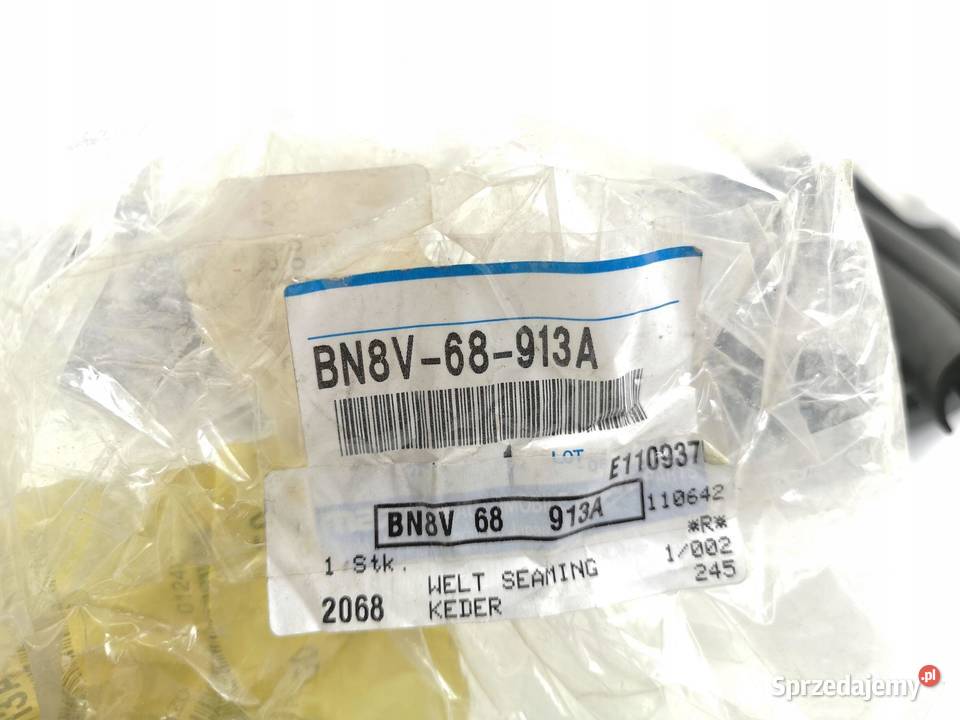 BN8V-68-913A
LOT
E110937
BN8V 68 913A
110642
*R*
1 Stk.
WELT SEAMING
1/002
2068
KEDER
245
Sprzedajemy.pl